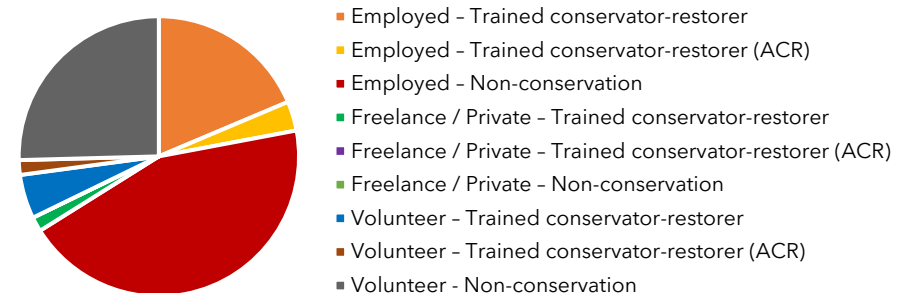 Employed – Trained conservator-restorer
Employed – Trained conservator-restorer (ACR)
Employed – Non-conservation
Freelance / Private – Trained conservator-restorer
Freelance / Private – Trained conservator-restorer (ACR)
Freelance / Private – Non-conservation
Volunteer – Trained conservator-restorer
Volunteer – Trained conservator-restorer (ACR)
Volunteer - Non-conservation